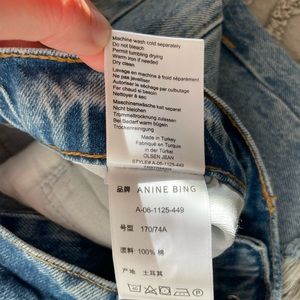 Machine wash cold separately
Do not bleach
Permit tumbling drying
Warm iron if needed
Dry clean
Lavage en machine à froid séparément
Ne pas javelliser
Autoriser le séchage par culbutage
Fer chaud si besoin
Nettoyer à sec
Maschinenwäsche kalt separat
Nicht bleichen
Trommeltrocknung zulassen
Bei Bedarf warm bügeln
Trockenreinigung
Made in Turkey
Fabriqué en Turquie
in der Türkei
OLSEN JEAN
STYLE# A-06-1125-449
品牌 ANINE BING
A-06-1125-449
号型 170/74A
面料: 100% 棉
产地 土耳其